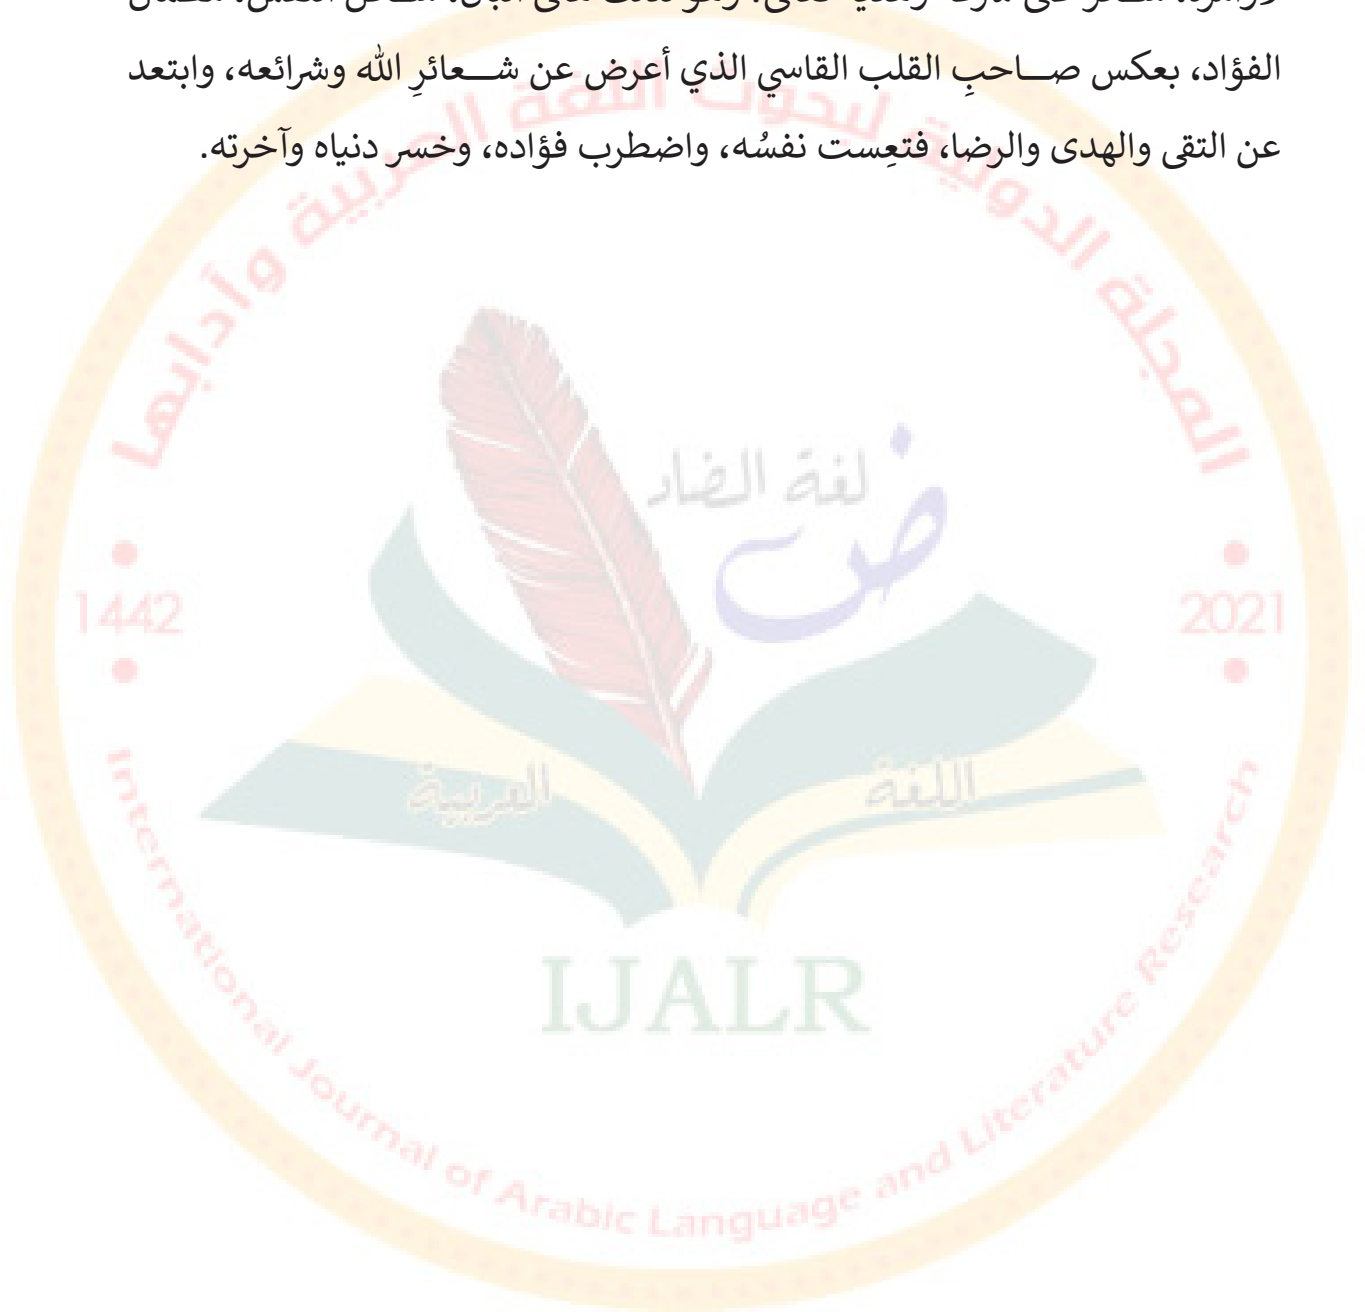 الفؤاد، بعكس صاحبِ القلب القاسي الذي أعرض عن شعائرِ الله وشرائعه، وابتعد
عن التقى والهدى والرضا، فتعِست نفسُه، واضطرب فؤاده، وخسر دنياه وآخرته.
المجلة الدولية لبحوث اللغة العربية وآدابها
لغة الضاد
ض
1442
2021
العربية
اللغة
IJALR
International Journal of Arabic Language and Literature Research